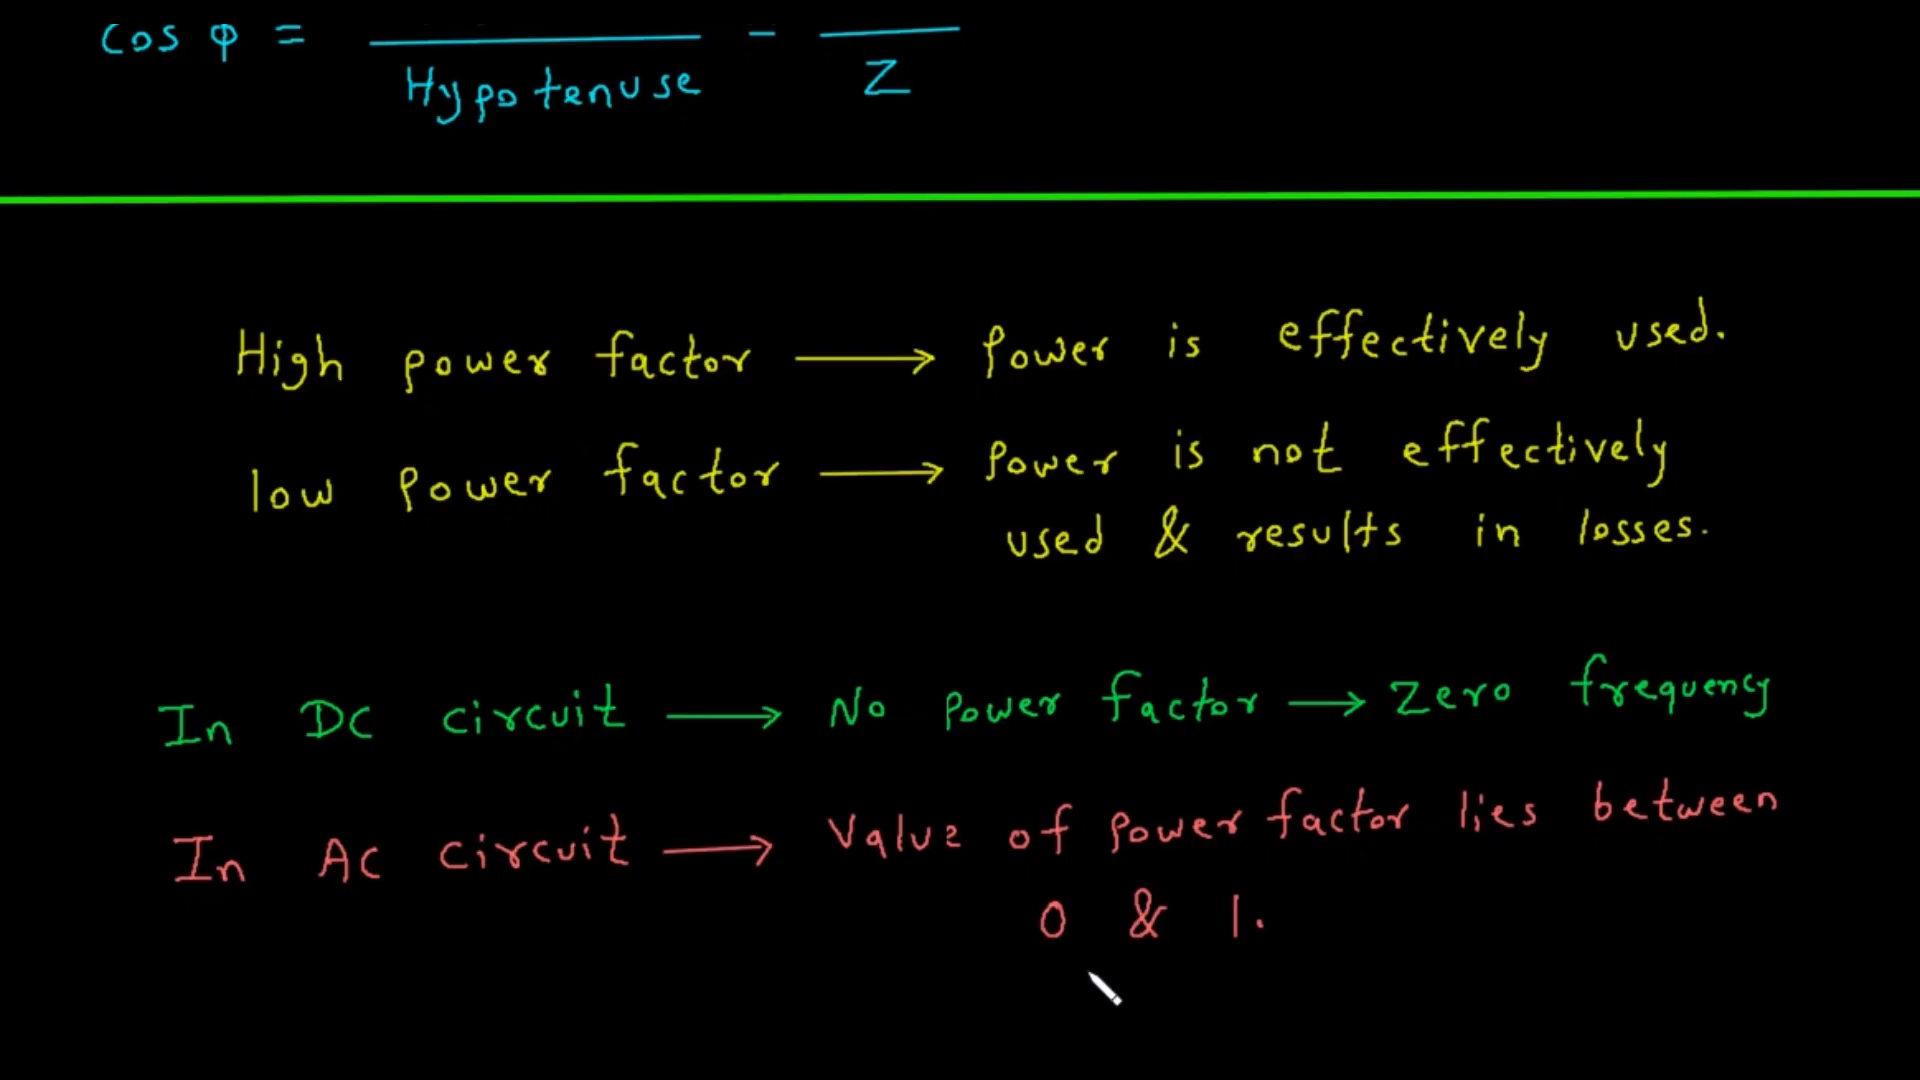 cos φ = —
Hypotenuse Z
High power factor → Power is effectively used.
low Power factor → Power is not effectively
used & results in losses.
In DC circuit → No Power factor → Zero frequency
In AC circuit → Value of Power factor lies between
0 & 1.